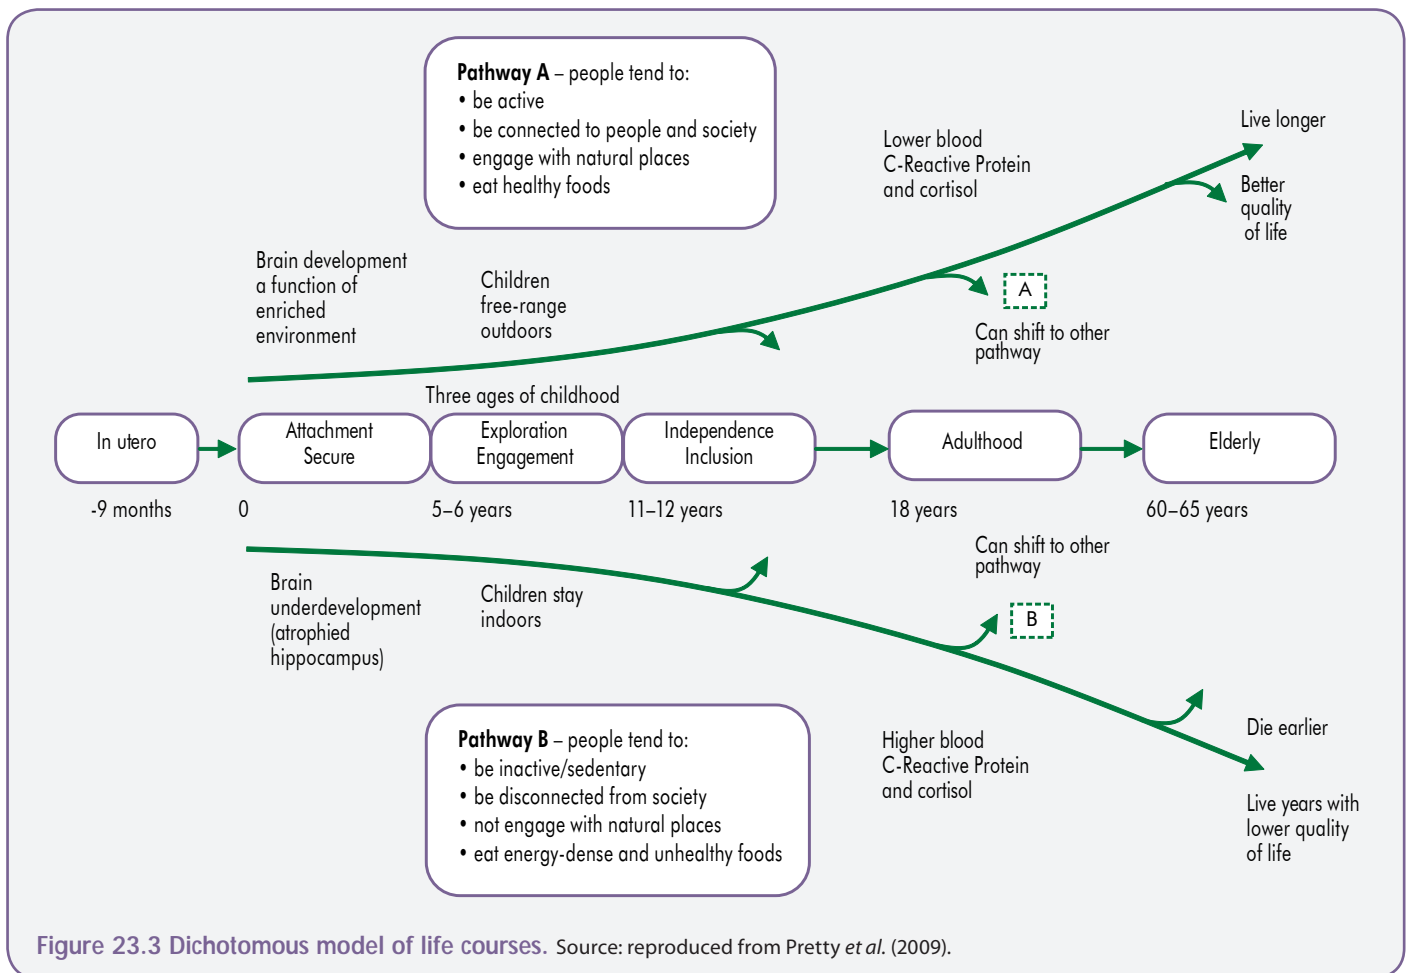 Pathway A – people tend to:
• be active
• be connected to people and society
• engage with natural places
• eat healthy foods
Live longer
Better
quality
of life
Lower blood
C-Reactive Protein
and cortisol
Brain development
a function of
enriched
environment
Children
free-range
outdoors
A
Can shift to other
pathway
Three ages of childhood
In utero
Attachment
Secure
Exploration
Engagement
Independence
Inclusion
Adulthood
Elderly
-9 months
0
5–6 years
11–12 years
18 years
60–65 years
Can shift to other
pathway
B
Brain
underdevelopment
(atrophied
hippocampus)
Children stay
indoors
Pathway B – people tend to:
• be inactive/sedentary
• be disconnected from society
• not engage with natural places
• eat energy-dense and unhealthy foods
Higher blood
C-Reactive Protein
and cortisol
Die earlier
Live years with
lower quality
of life
Figure 23.3 Dichotomous model of life courses. Source: reproduced from Pretty et al. (2009).